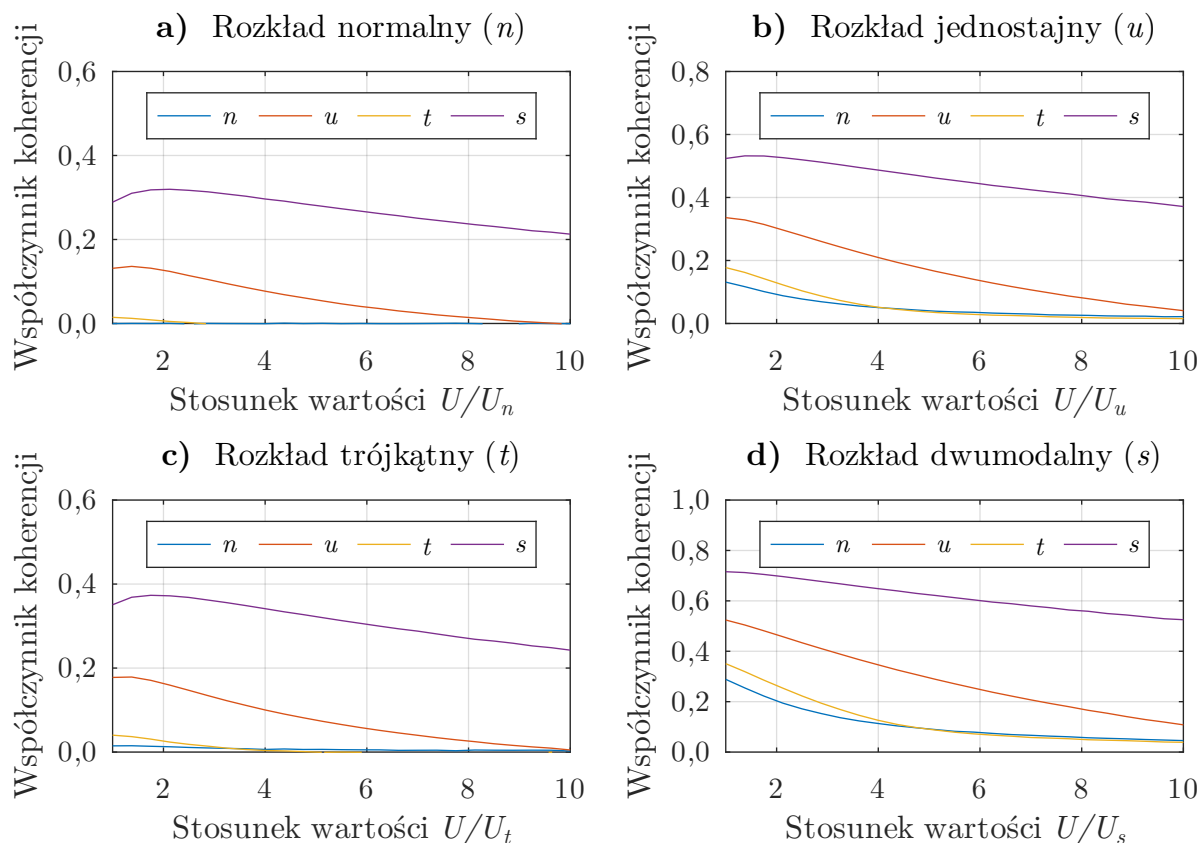 a) Rozkład normalny (n)
Współczynnik koherencji
0,6
0,4
0,2
0,0
n u t s
2 4 6 8 10
Stosunek wartości U/Uₙ
b) Rozkład jednostajny (u)
Współczynnik koherencji
0,8
0,6
0,4
0,2
0,0
n u t s
2 4 6 8 10
Stosunek wartości U/Uᵤ
c) Rozkład trójkątny (t)
Współczynnik koherencji
0,6
0,4
0,2
0,0
n u t s
2 4 6 8 10
Stosunek wartości U/Uₜ
d) Rozkład dwumodalny (s)
Współczynnik koherencji
1,0
0,8
0,6
0,4
0,2
0,0
n u t s
2 4 6 8 10
Stosunek wartości U/Uₛ